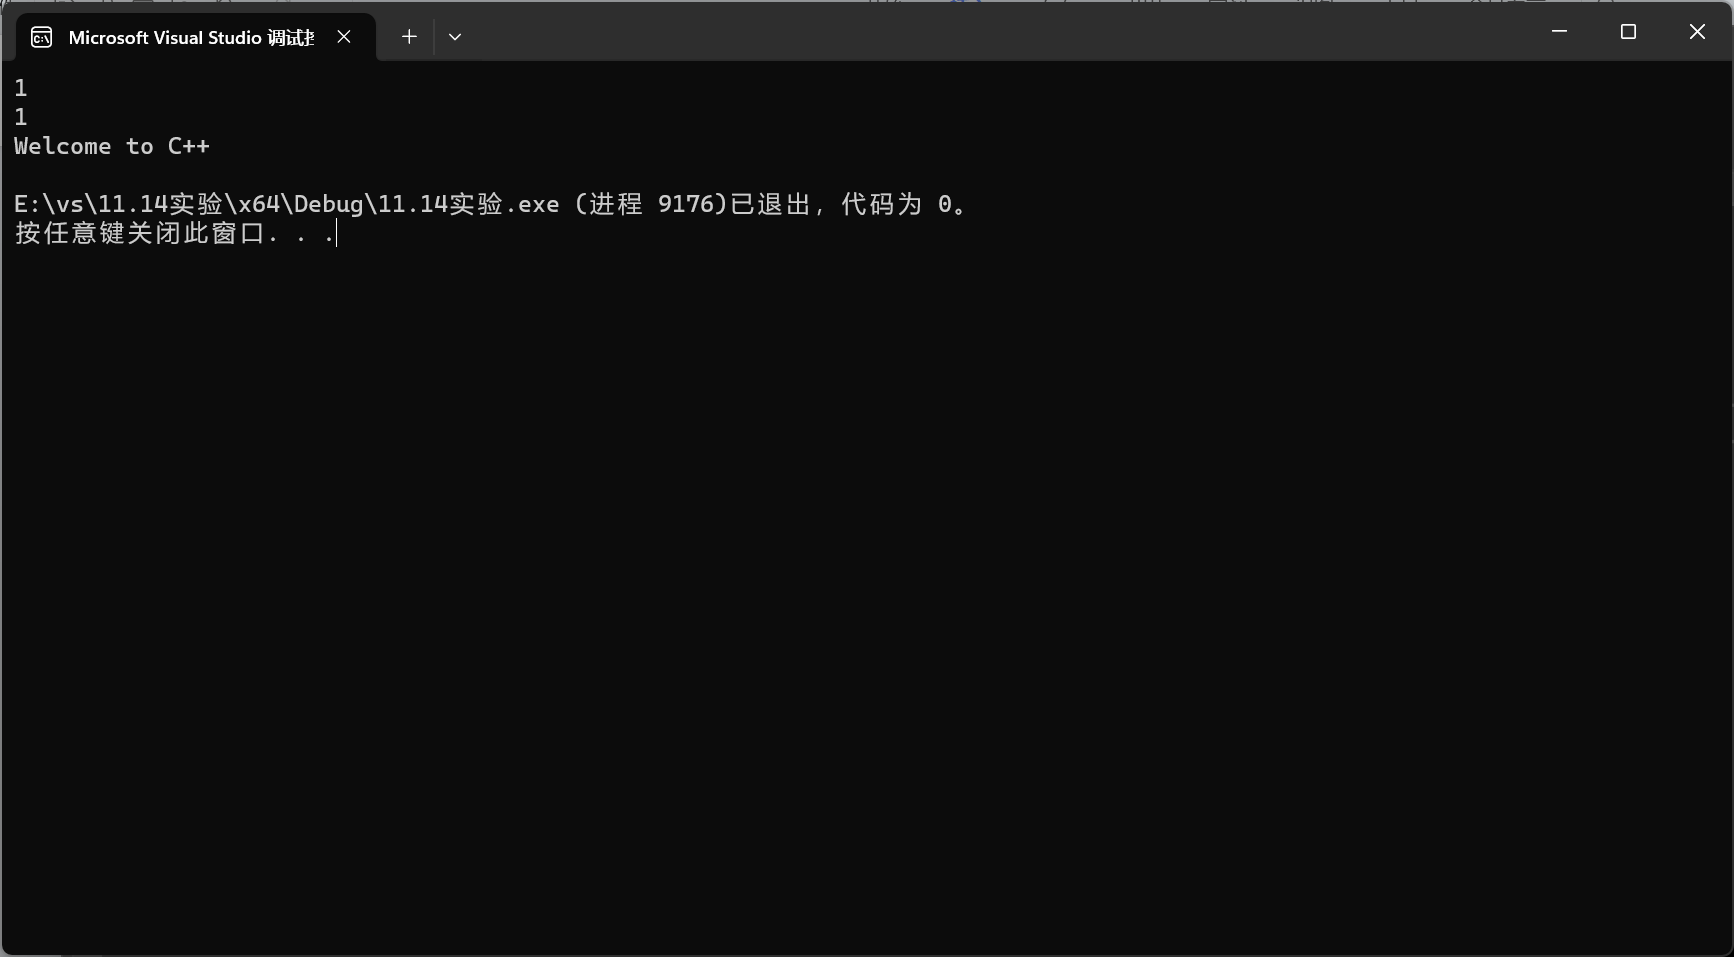 Microsoft Visual Studio 调试
1
1
Welcome to C++
E:\vs\11.14实验\x64\Debug\11.14实验.exe (进程 9176)已退出，代码为 0。
按任意键关闭此窗口. . .